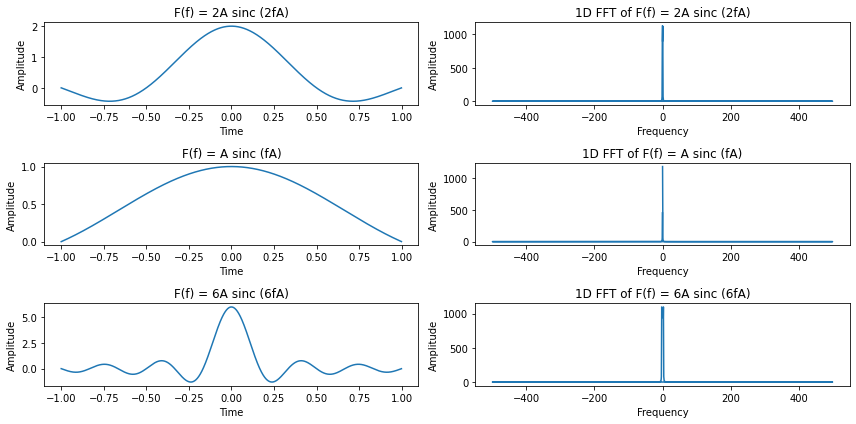 F(f) = 2A sinc (2fA)
Amplitude
2
1
0
−1.00 −0.75 −0.50 −0.25 0.00 0.25 0.50 0.75 1.00
Time
1D FFT of F(f) = 2A sinc (2fA)
Amplitude
1000
500
0
−400 −200 0 200 400
Frequency
F(f) = A sinc (fA)
Amplitude
1.0
0.5
0.0
−1.00 −0.75 −0.50 −0.25 0.00 0.25 0.50 0.75 1.00
Time
1D FFT of F(f) = A sinc (fA)
Amplitude
1000
500
0
−400 −200 0 200 400
Frequency
F(f) = 6A sinc (6fA)
Amplitude
5.0
2.5
0.0
−1.00 −0.75 −0.50 −0.25 0.00 0.25 0.50 0.75 1.00
Time
1D FFT of F(f) = 6A sinc (6fA)
Amplitude
1000
500
0
−400 −200 0 200 400
Frequency